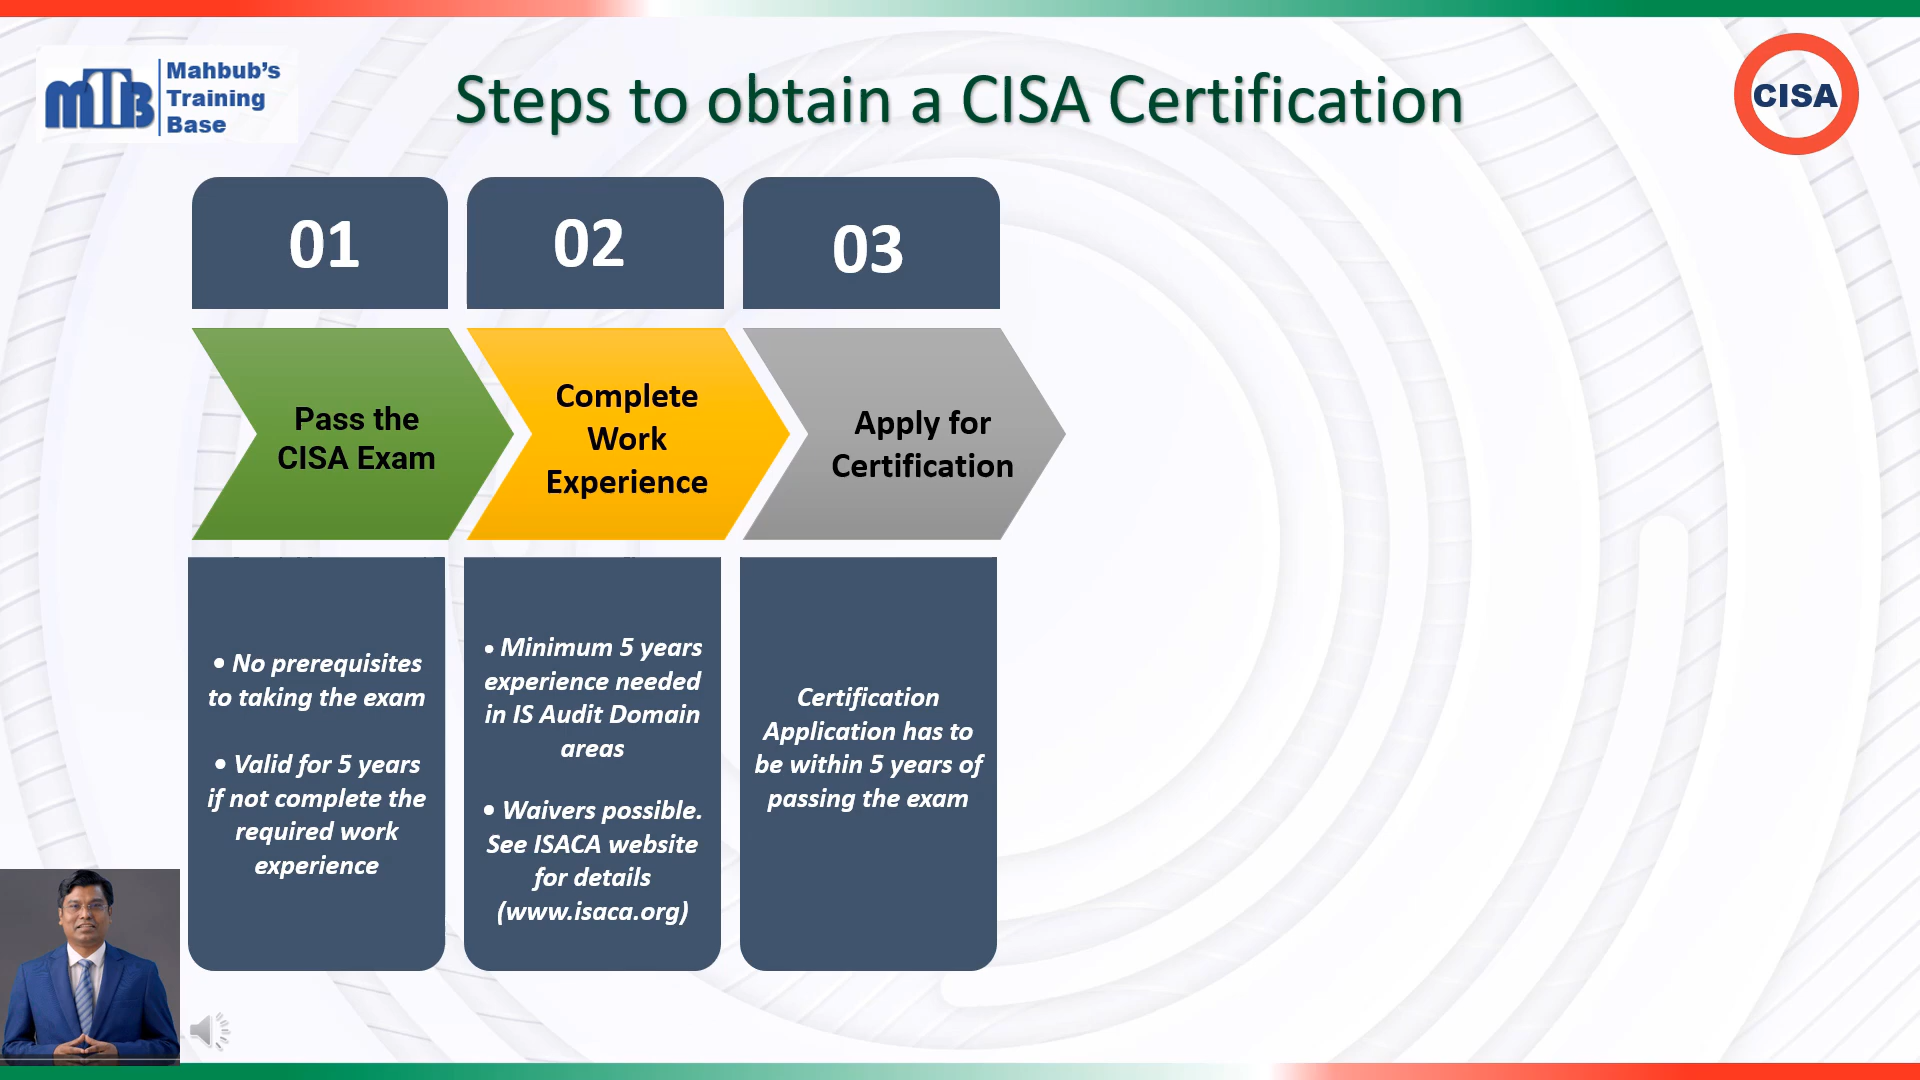 Mahbub's
Training
Base
mTB
Steps to obtain a CISA Certification
CISA
01
02
03
Pass the
CISA Exam
Complete
Work
Experience
Apply for
Certification
• No prerequisites
to taking the exam
• Valid for 5 years
if not complete the
required work
experience
• Minimum 5 years
experience needed
in IS Audit Domain
areas
• Waivers possible.
See ISACA website
for details
(www.isaca.org)
Certification
Application has to
be within 5 years of
passing the exam